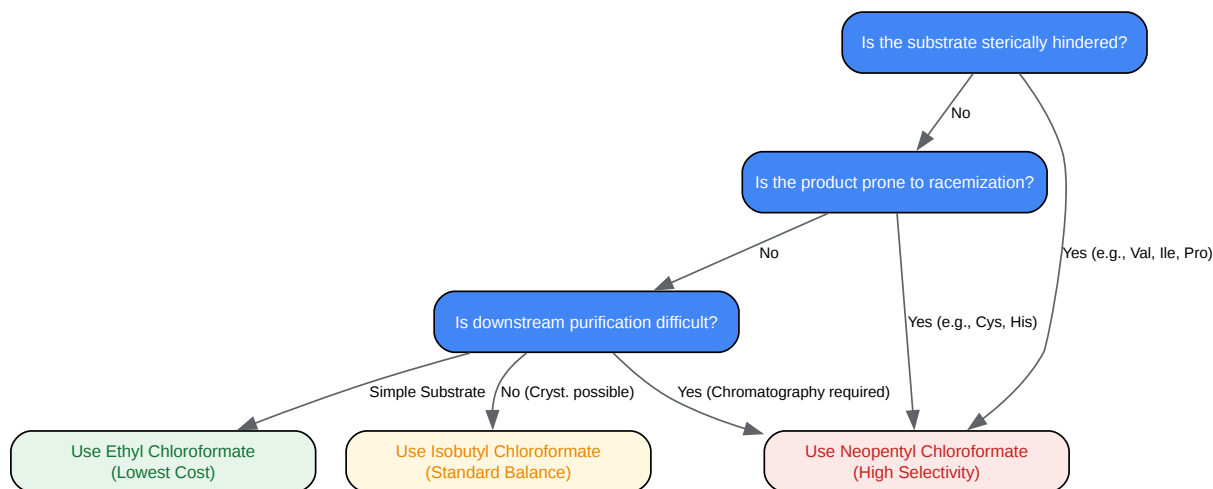 Is the substrate sterically hindered?
No
Is the product prone to racemization?
No
Yes (e.g., Val, Ile, Pro)
Is downstream purification difficult?
Yes (e.g., Cys, His)
Simple Substrate
No (Cryst. possible)
Yes (Chromatography required)
Use Ethyl Chloroformate
(Lowest Cost)
Use Isobutyl Chloroformate
(Standard Balance)
Use Neopentyl Chloroformate
(High Selectivity)